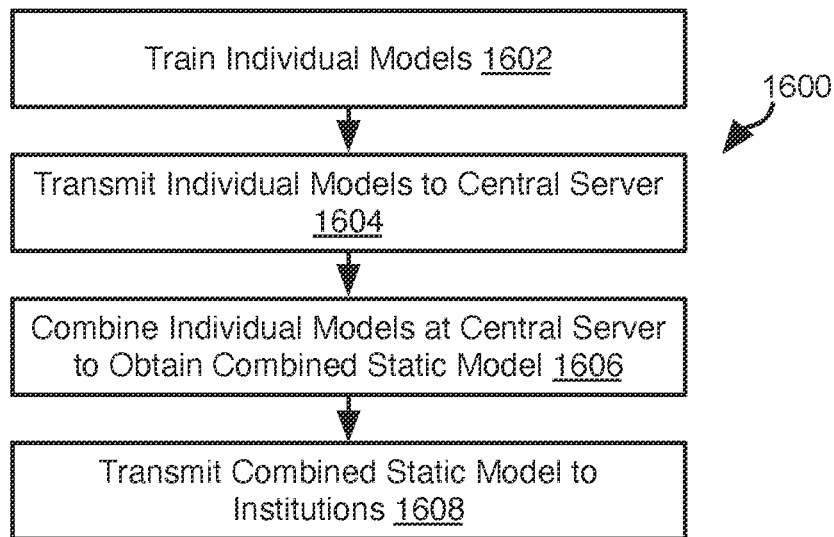 Train Individual Models 1602
1600
Transmit Individual Models to Central Server
1604
Combine Individual Models at Central Server
to Obtain Combined Static Model 1606
Transmit Combined Static Model to
Institutions 1608